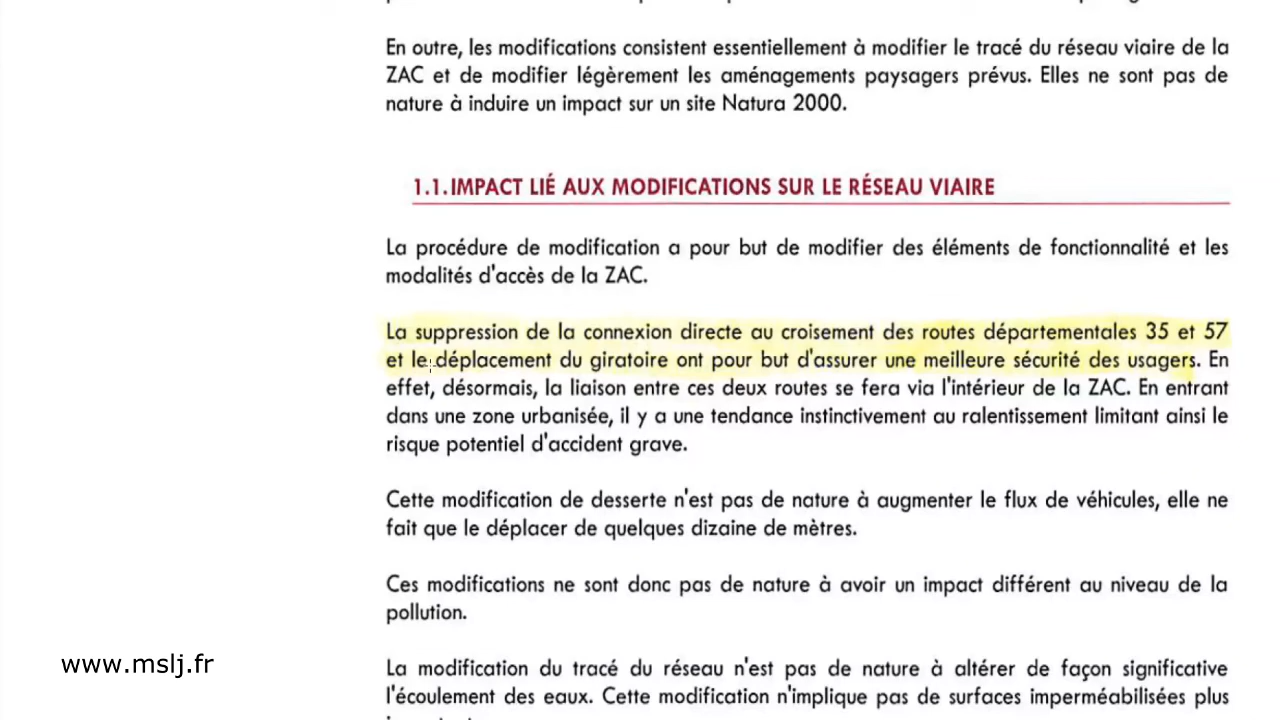 En outre, les modifications consistent essentiellement à modifier le tracé du réseau viaire de la
ZAC et de modifier légèrement les aménagements paysagers prévus. Elles ne sont pas de
nature à induire un impact sur un site Natura 2000.
1.1.IMPACT LIÉ AUX MODIFICATIONS SUR LE RÉSEAU VIAIRE
La procédure de modification a pour but de modifier des éléments de fonctionnalité et les
modalités d'accès de la ZAC.
La suppression de la connexion directe au croisement des routes départementales 35 et 57
et le déplacement du giratoire ont pour but d'assurer une meilleure sécurité des usagers. En
effet, désormais, la liaison entre ces deux routes se fera via l'intérieur de la ZAC. En entrant
dans une zone urbanisée, il y a une tendance instinctivement au ralentissement limitant ainsi le
risque potentiel d'accident grave.
Cette modification de desserte n'est pas de nature à augmenter le flux de véhicules, elle ne
fait que le déplacer de quelques dizaine de mètres.
Ces modifications ne sont donc pas de nature à avoir un impact différent au niveau de la
pollution.
La modification du tracé du réseau n'est pas de nature à altérer de façon significative
l'écoulement des eaux. Cette modification n'implique pas de surfaces imperméabilisées plus
www.mslj.fr